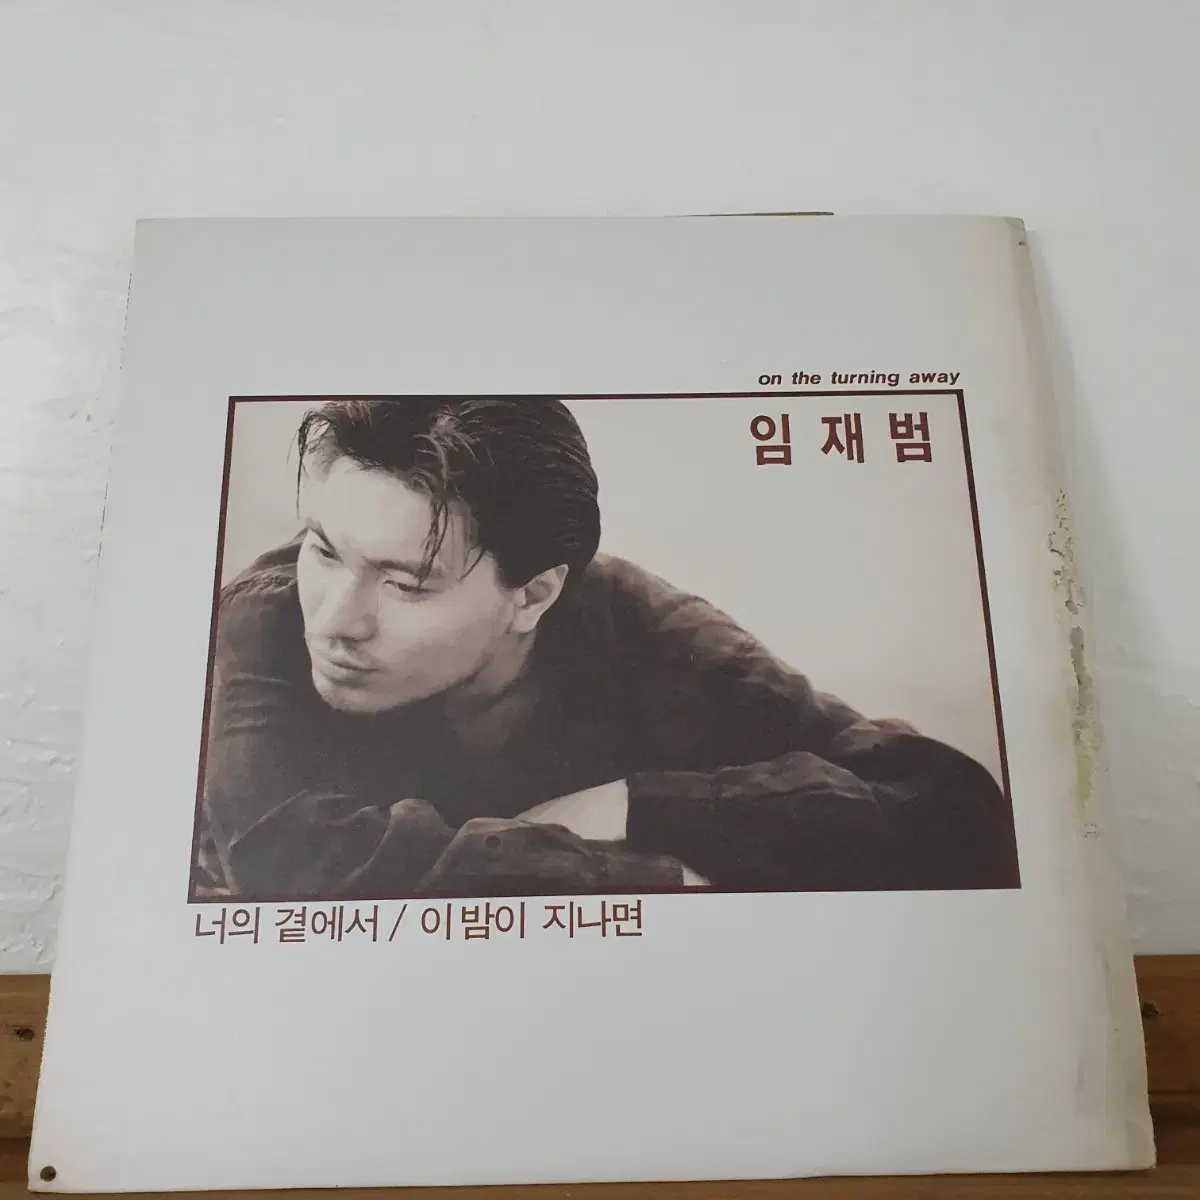 on the turning away
임재범
너의 곁에서 / 이밤이 지나면